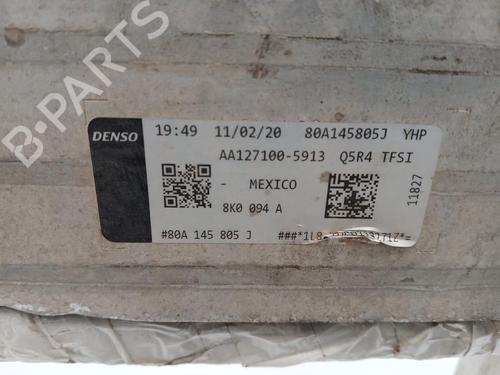 B-PARTS
DENSO
19:49 11/02/20 80A145805J YHP
AA127100-5913 Q5R4 TFSI
- MEXICO
8K0 094 A
11827
#80A 145 805 J ###*1L8